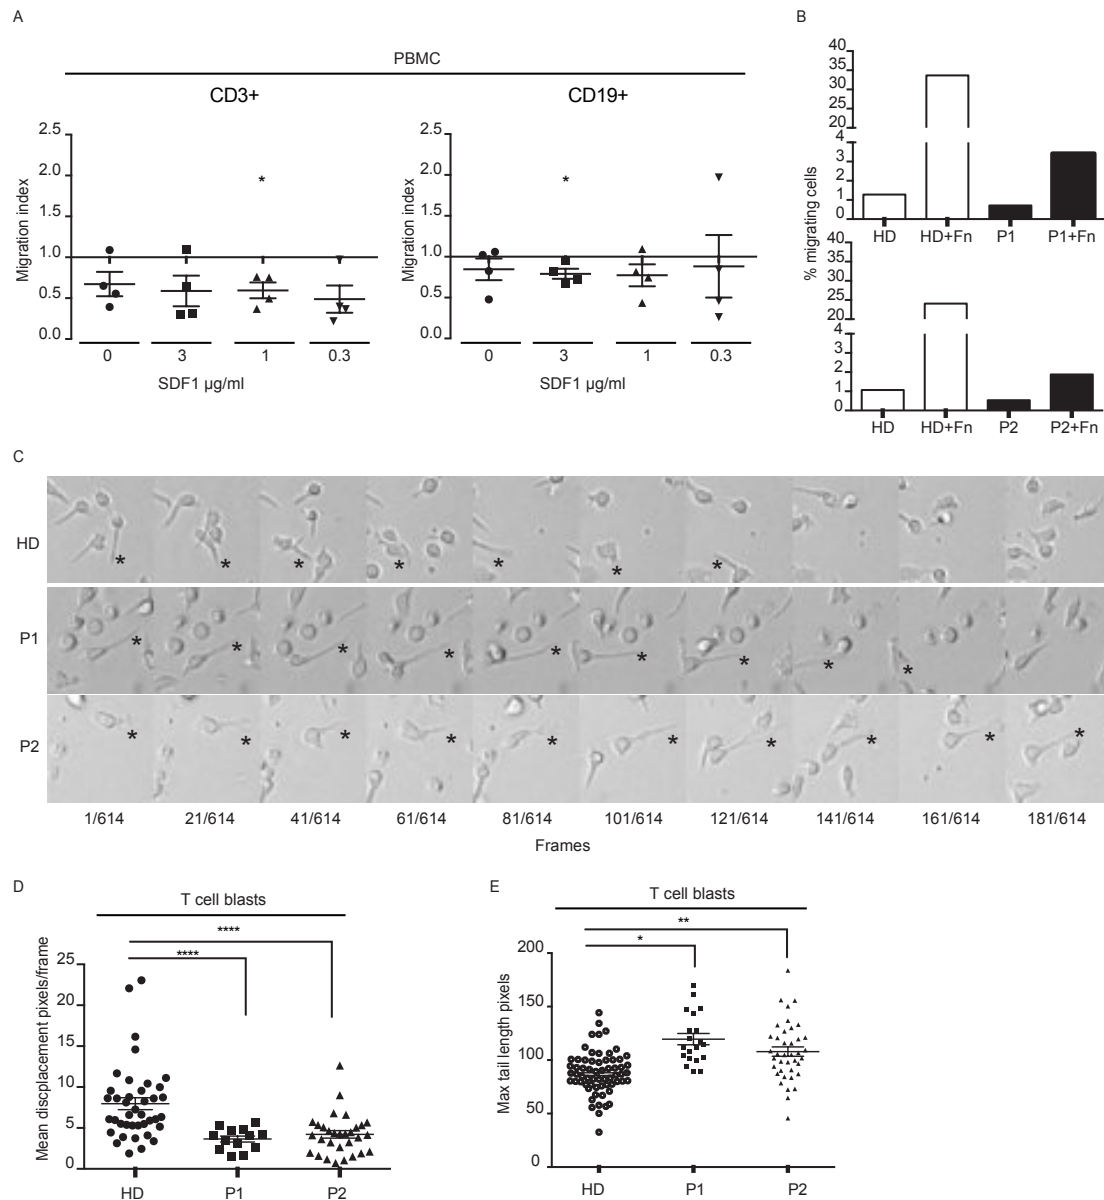 A
PBMC
CD3+
CD19+
Migration index
2.5
2.0
1.5
1.0
0.5
0.0
*
0 3 1 0.3
SDF1 µg/ml
Migration index
2.5
2.0
1.5
1.0
0.5
0.0
*
0 3 1 0.3
SDF1 µg/ml
B
% migrating cells
40
35
30
25
20
4
3
2
1
0
HD HD+Fn P1 P1+Fn
40
35
30
25
20
4
3
2
1
0
HD HD+Fn P2 P2+Fn
C
HD
* * * * * * *
P1
* * * * * * * * *
P2
* * * * * * * * * *
1/614 21/614 41/614 61/614 81/614 101/614 121/614 141/614 161/614 181/614
Frames
D
T cell blasts
****
****
Mean discplacement pixels/frame
25
20
15
10
5
0
HD P1 P2
E
T cell blasts
**
*
Max tail length pixels
200
150
100
50
0
HD P1 P2